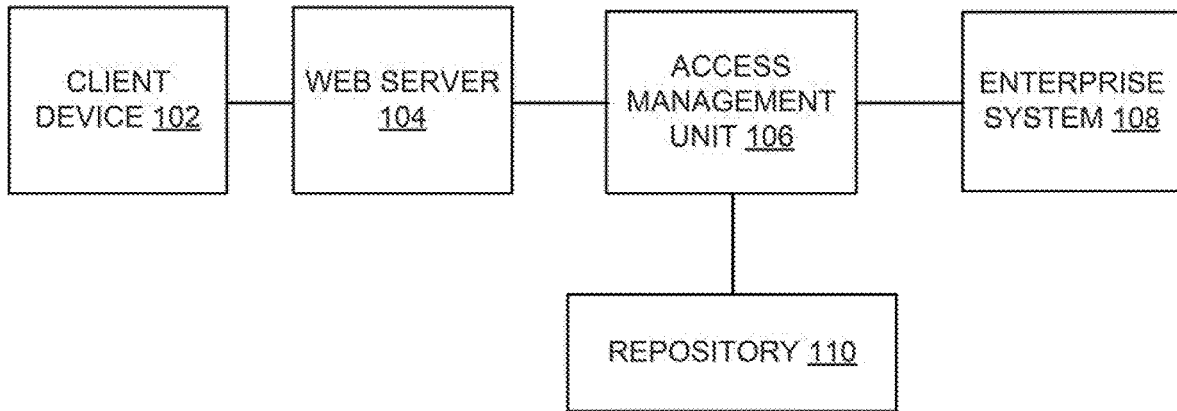 CLIENT
DEVICE 102
WEB SERVER
104
ACCESS
MANAGEMENT
UNIT 106
ENTERPRISE
SYSTEM 108
REPOSITORY 110